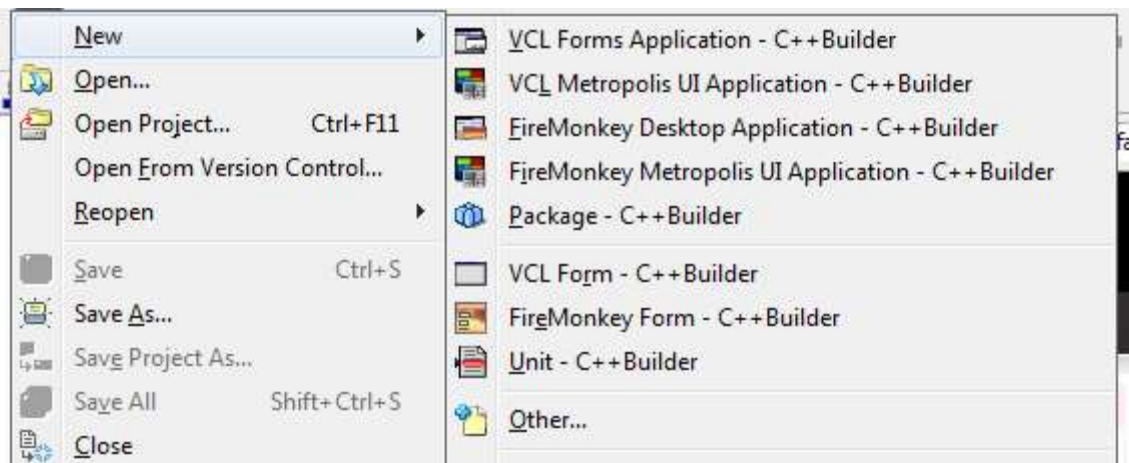 New
Open...
Open Project... Ctrl+F11
Open From Version Control...
Reopen
Save Ctrl+S
Save As...
Save Project As...
Save All Shift+Ctrl+S
Close
VCL Forms Application - C++Builder
VCL Metropolis UI Application - C++Builder
FireMonkey Desktop Application - C++Builder
FireMonkey Metropolis UI Application - C++Builder
Package - C++Builder
VCL Form - C++Builder
FireMonkey Form - C++Builder
Unit - C++Builder
Other...